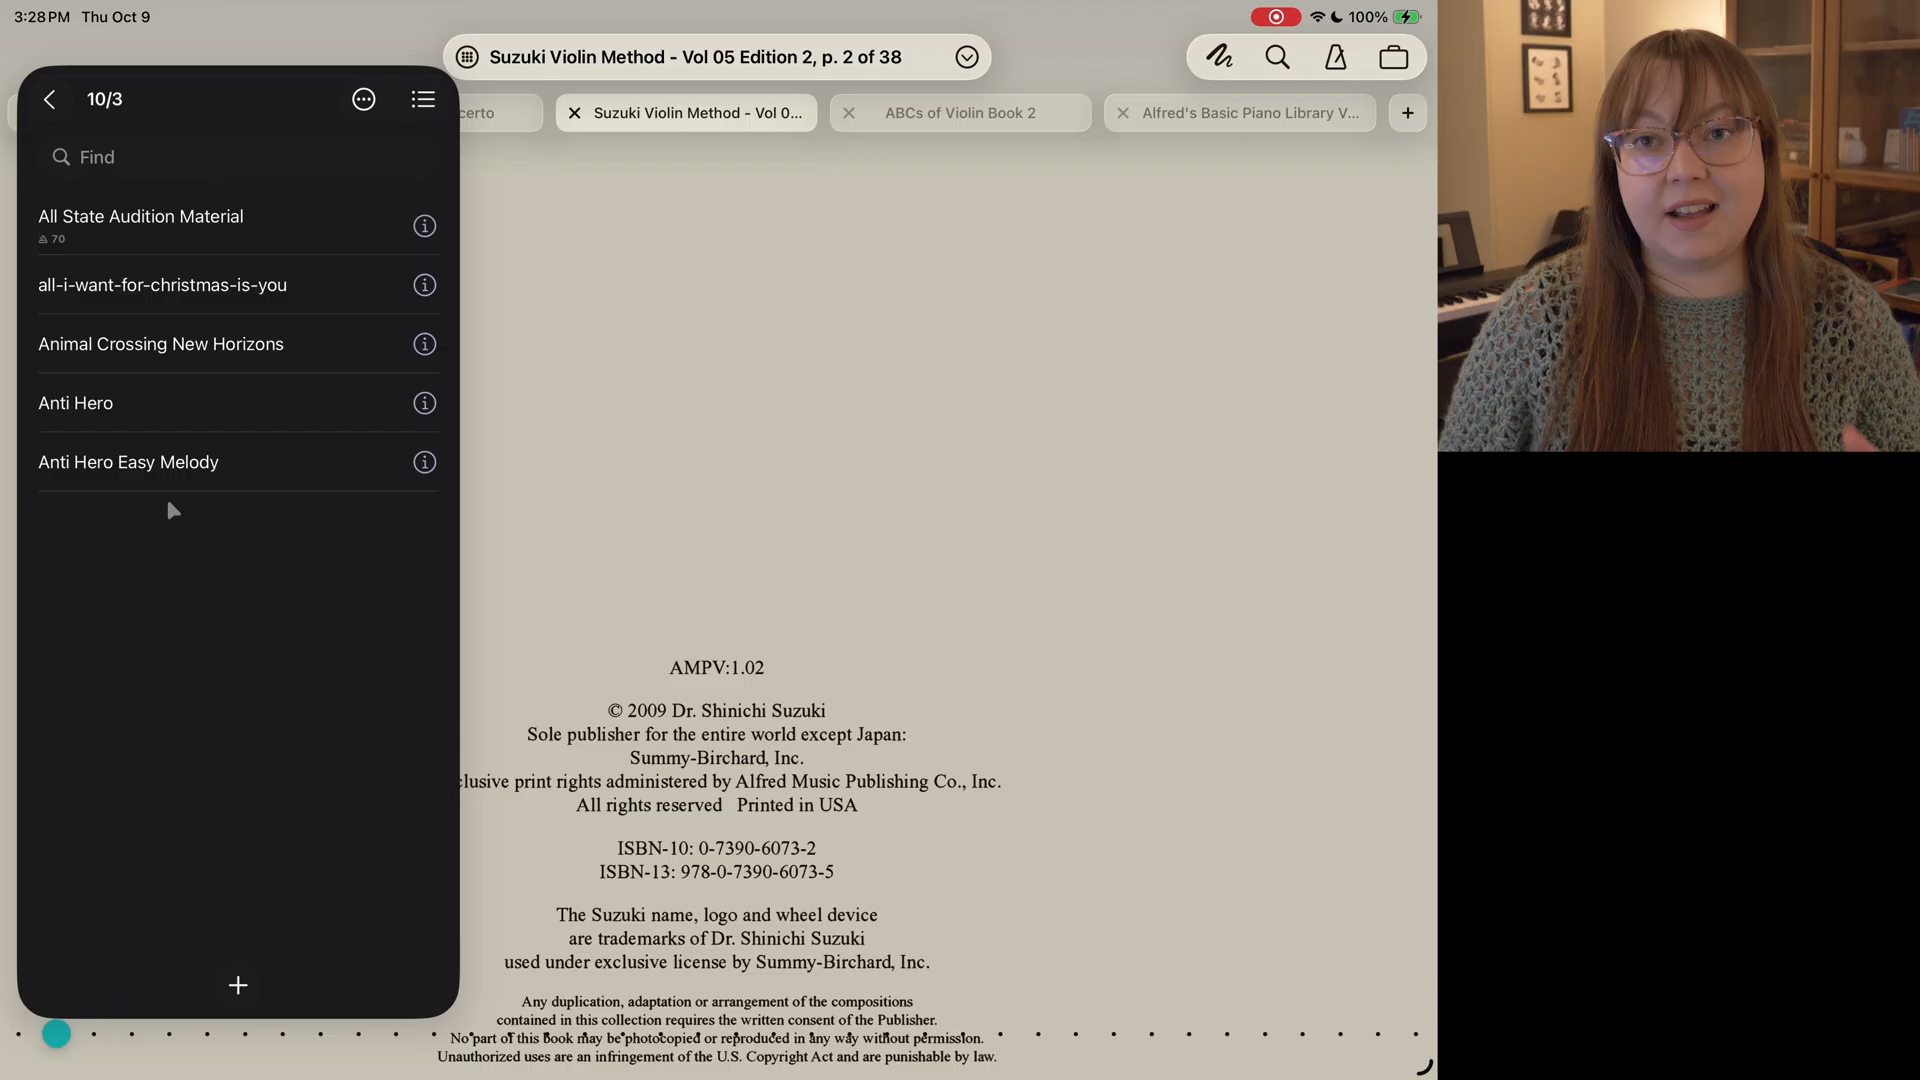 3:28 PM Thu Oct 9
100%
Suzuki Violin Method - Vol 05 Edition 2, p. 2 of 38
certo
Suzuki Violin Method - Vol 0...
ABCs of Violin Book 2
Alfred's Basic Piano Library V...
10/3
Find
All State Audition Material
70
all-i-want-for-christmas-is-you
Animal Crossing New Horizons
Anti Hero
Anti Hero Easy Melody
AMPV:1.02
© 2009 Dr. Shinichi Suzuki
Sole publisher for the entire world except Japan:
Summy-Birchard, Inc.
clusive print rights administered by Alfred Music Publishing Co., Inc.
All rights reserved Printed in USA
ISBN-10: 0-7390-6073-2
ISBN-13: 978-0-7390-6073-5
The Suzuki name, logo and wheel device
are trademarks of Dr. Shinichi Suzuki
used under exclusive license by Summy-Birchard, Inc.
Any duplication, adaptation or arrangement of the compositions
contained in this collection requires the written consent of the Publisher.
No part of this book may be photocopied or reproduced in any way without permission.
Unauthorized uses are an infringement of the U.S. Copyright Act and are punishable by law.